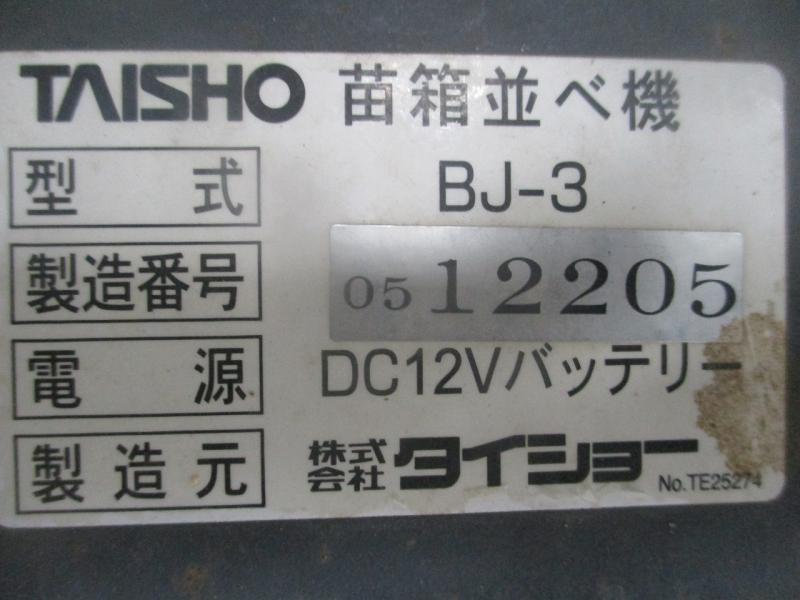 TAISHO 苗箱並べ機
型式 BJ-3
製造番号 0512205
電源 DC12Vバッテリー
製造元 株式会社 タイショー
No.TE25274